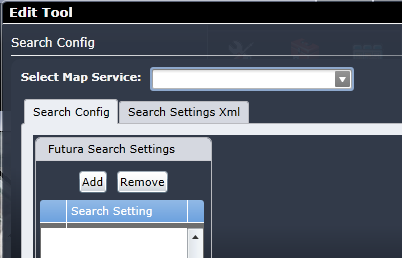 Edit Tool
Search Config
Select Map Service:
Search Config Search Settings Xml
Futura Search Settings
Add Remove
Search Setting